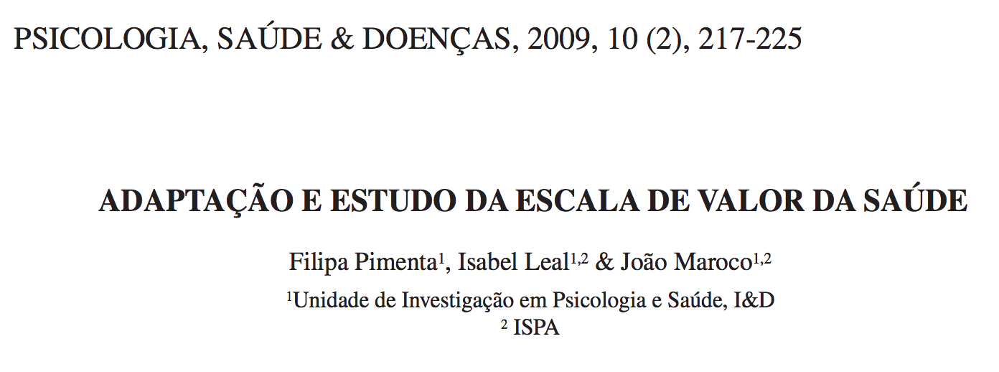 PSICOLOGIA, SAÚDE & DOENÇAS, 2009, 10 (2), 217-225
ADAPTAÇÃO E ESTUDO DA ESCALA DE VALOR DA SAÚDE
Filipa Pimenta¹, Isabel Leal¹,² & João Maroco¹,²
¹Unidade de Investigação em Psicologia e Saúde, I&D
² ISPA